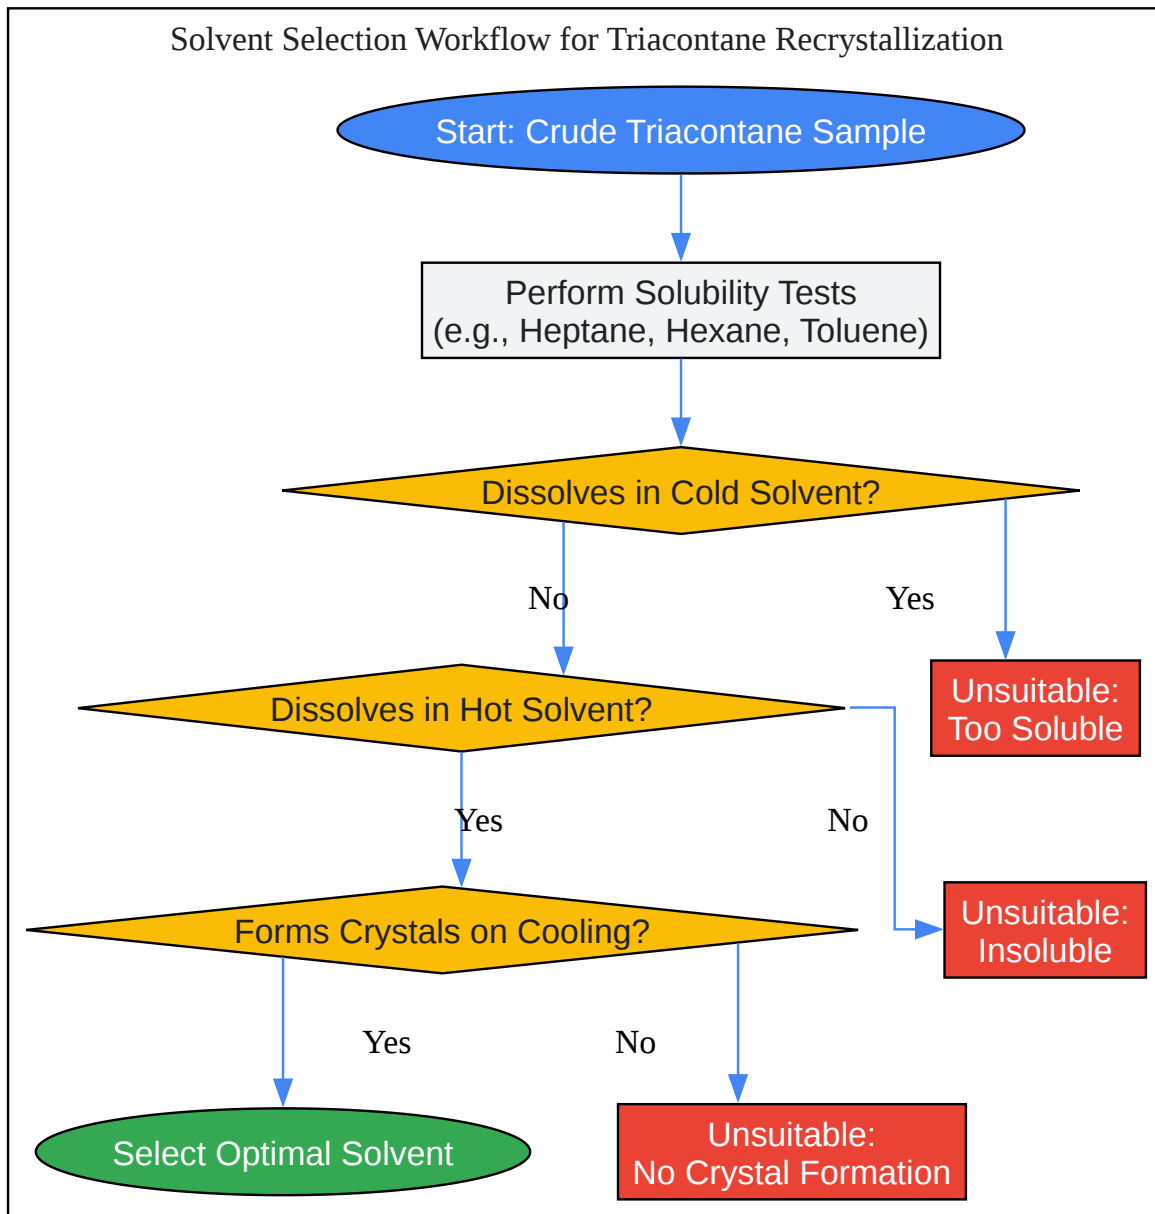 Solvent Selection Workflow for Triacontane Recrystallization
Start: Crude Triacontane Sample
Perform Solubility Tests
(e.g., Heptane, Hexane, Toluene)
Dissolves in Cold Solvent?
No
Yes
Dissolves in Hot Solvent?
Unsuitable:
Too Soluble
Yes
No
Forms Crystals on Cooling?
Unsuitable:
Insoluble
Yes
No
Select Optimal Solvent
Unsuitable:
No Crystal Formation